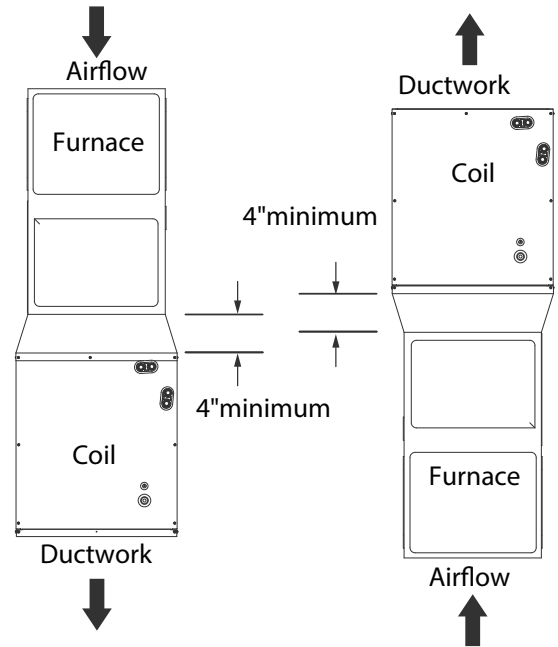 Airflow
Furnace
4"minimum
Coil
Ductwork
Ductwork
Coil
4"minimum
Furnace
Airflow